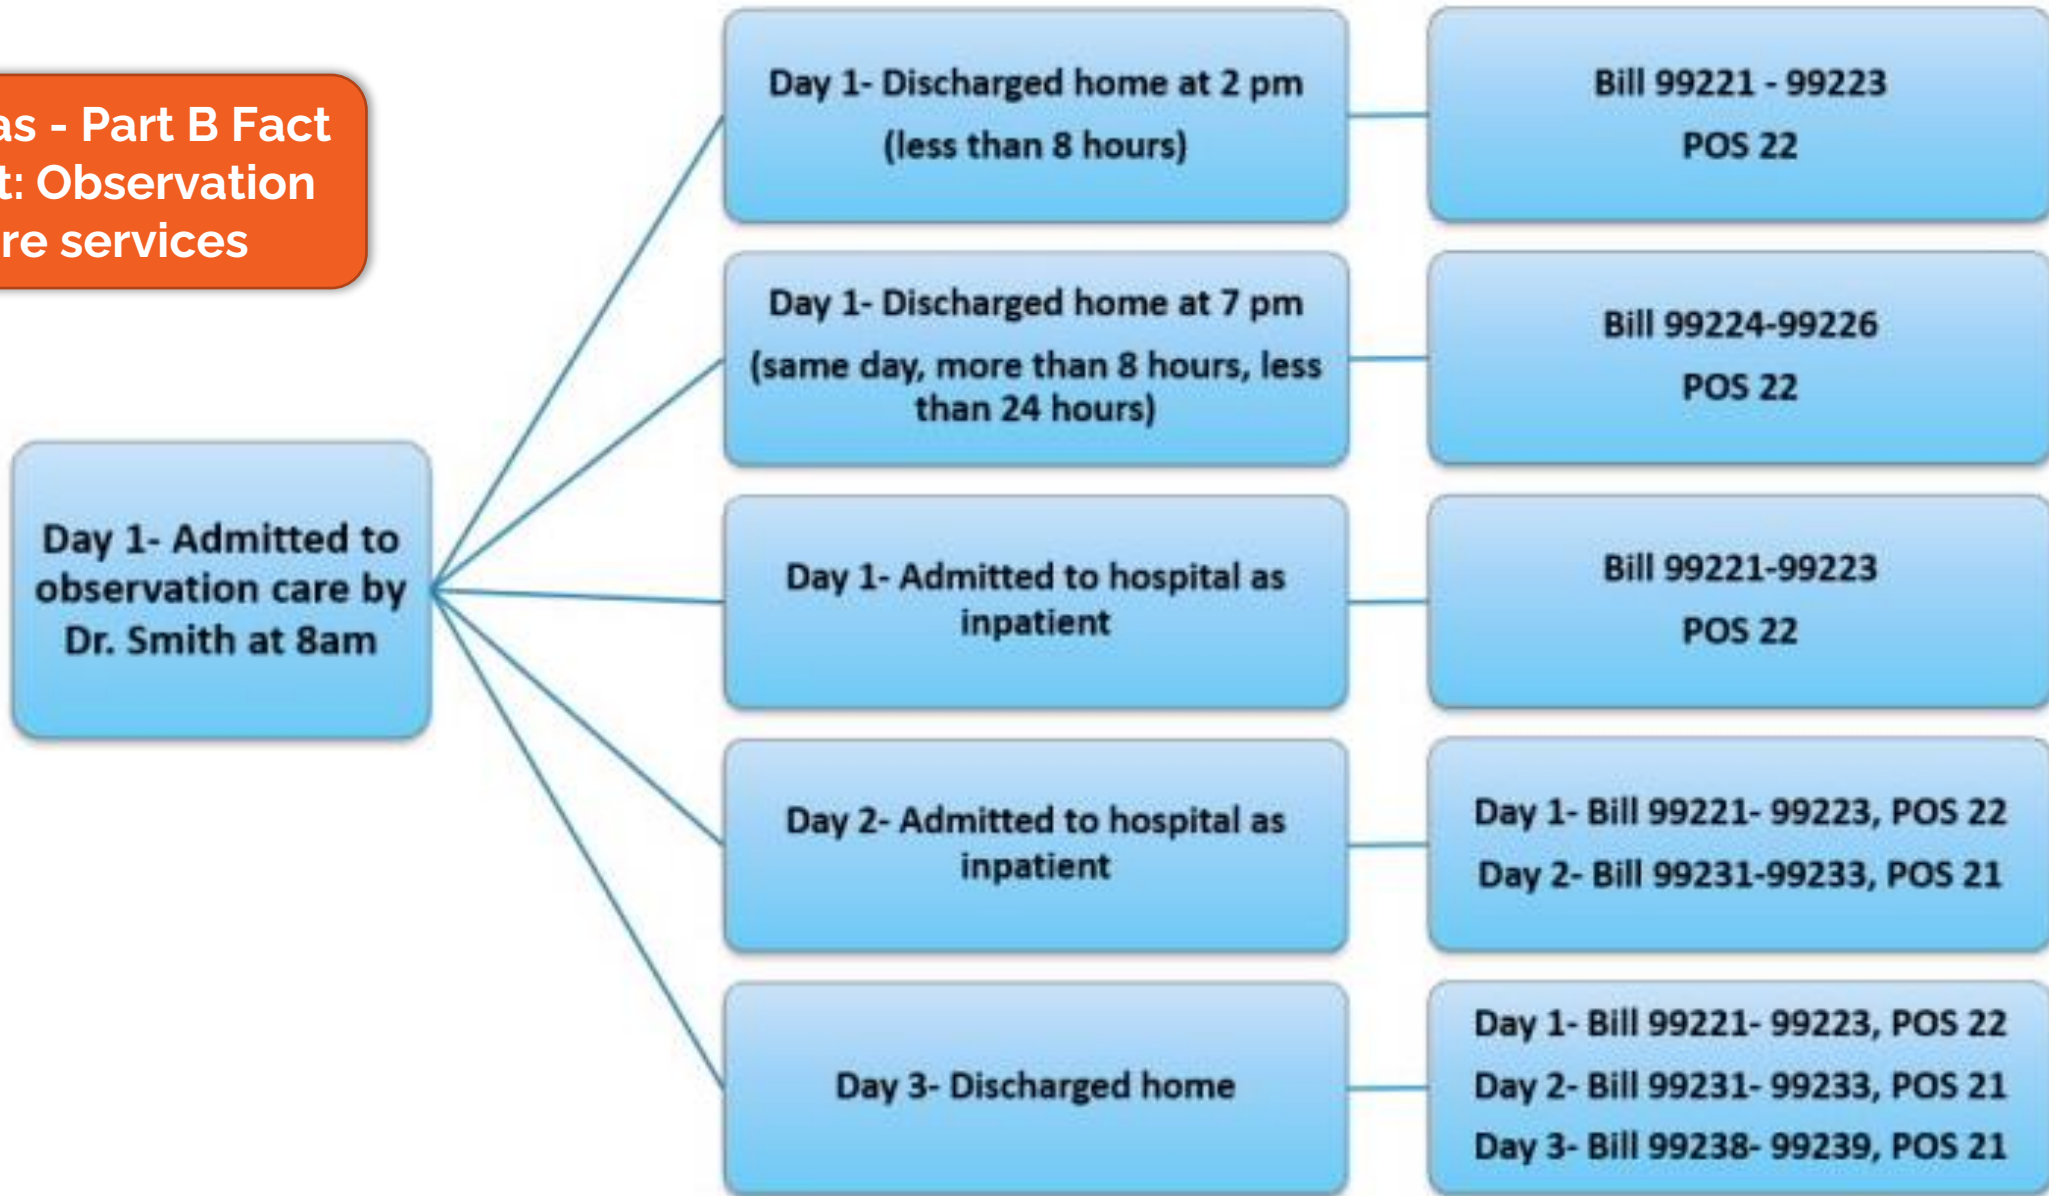 as - Part B Fact
t: Observation
re services
Day 1- Admitted to
observation care by
Dr. Smith at 8am
Day 1- Discharged home at 2 pm
(less than 8 hours)
Bill 99221 - 99223
POS 22
Day 1- Discharged home at 7 pm
(same day, more than 8 hours, less
than 24 hours)
Bill 99224-99226
POS 22
Day 1- Admitted to hospital as
inpatient
Bill 99221-99223
POS 22
Day 2- Admitted to hospital as
inpatient
Day 1- Bill 99221- 99223, POS 22
Day 2- Bill 99231-99233, POS 21
Day 3- Discharged home
Day 1- Bill 99221- 99223, POS 22
Day 2- Bill 99231- 99233, POS 21
Day 3- Bill 99238- 99239, POS 21